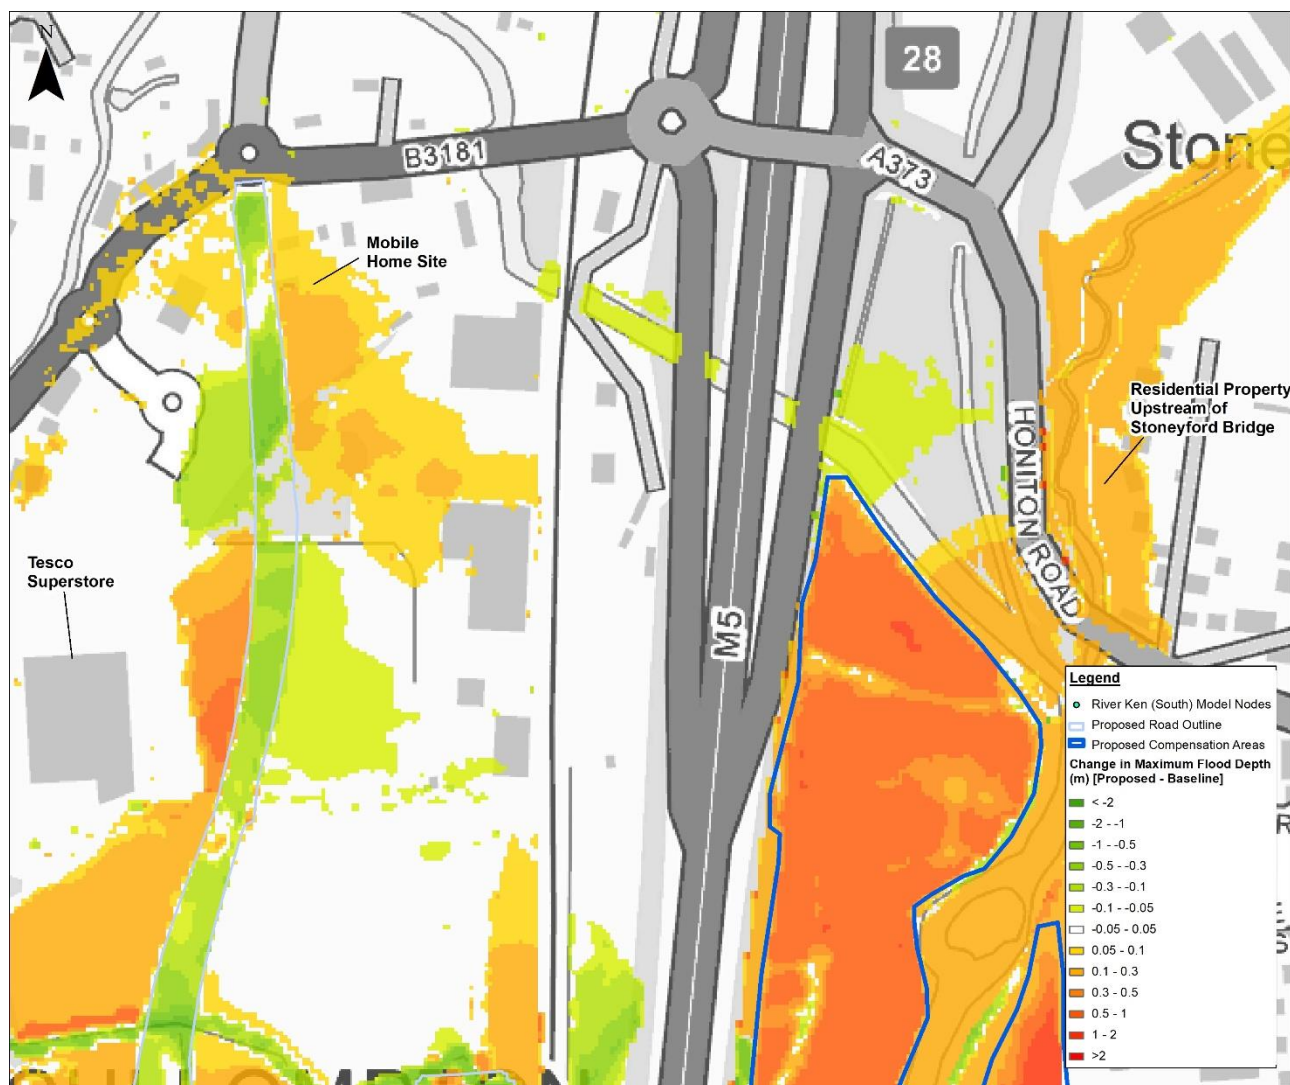 N
28
B3181
A373
Stone
Mobile
Home Site
Residential Property
Upstream of
Stoneyford Bridge
HONITON ROAD
Tesco
Superstore
M5
Legend
River Ken (South) Model Nodes
Proposed Road Outline
Proposed Compensation Areas
Change in Maximum Flood Depth
(m) [Proposed - Baseline]
< -2
-2 - -1
-1 - -0.5
-0.5 - -0.3
-0.3 - -0.1
-0.1 - -0.05
-0.05 - 0.05
0.05 - 0.1
0.1 - 0.3
0.3 - 0.5
0.5 - 1
1 - 2
>2